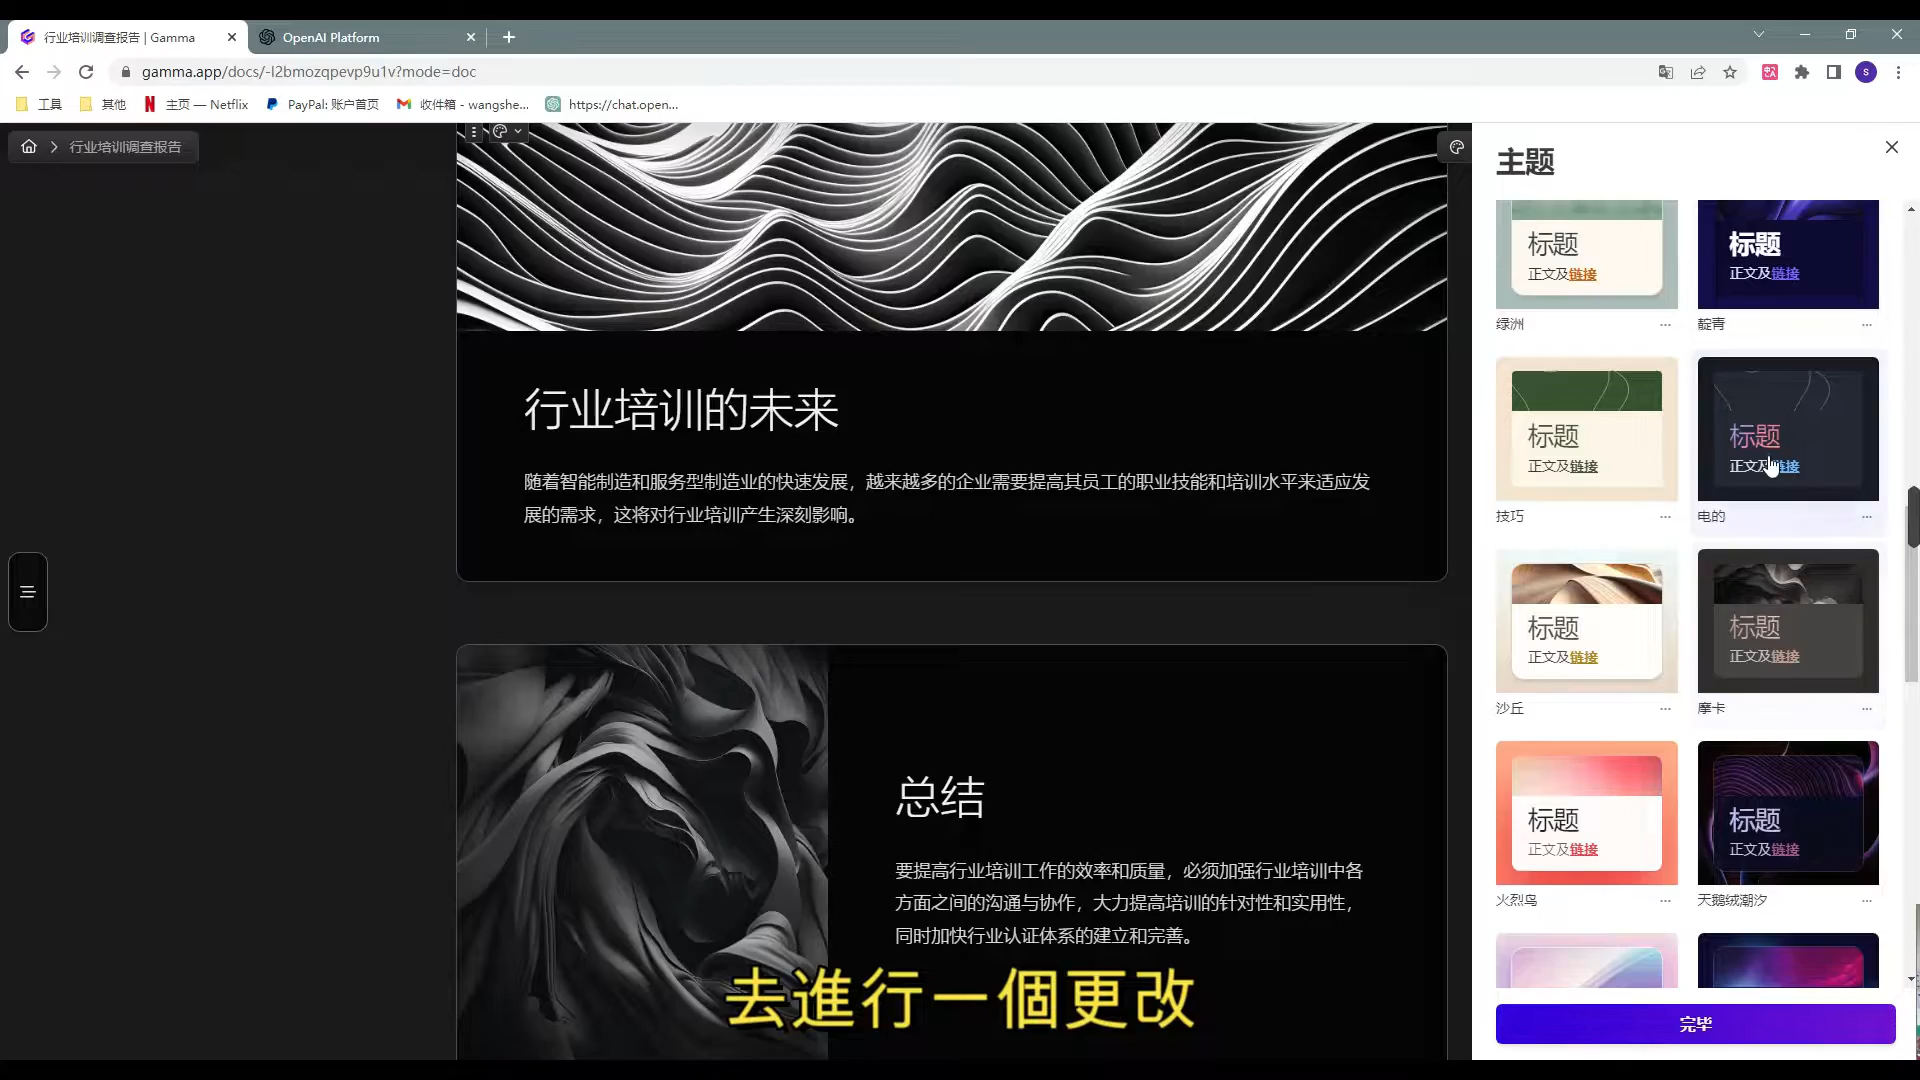 行业培训调查报告 | Gamma
OpenAI Platform
gamma.app/docs/-l2bmozqpevp9u1v?mode=doc
工具
其他
主页 — Netflix
PayPal: 账户首页
收件箱 - wangshe...
https://chat.open...
行业培训调查报告
行业培训的未来
随着智能制造和服务型制造业的快速发展，越来越多的企业需要提高其员工的职业技能和培训水平来适应发
展的需求，这将对行业培训产生深刻影响。
总结
要提高行业培训工作的效率和质量，必须加强行业培训中各
方面之间的沟通与协作，大力提高培训的针对性和实用性，
同时加快行业认证体系的建立和完善。
去進行一個更改
主题
标题
正文及链接
绿洲
标题
正文及链接
靛青
标题
正文及链接
技巧
标题
正文及链接
电的
标题
正文及链接
沙丘
标题
正文及链接
摩卡
标题
正文及链接
火烈鸟
标题
正文及链接
天鹅绒潮汐
完毕